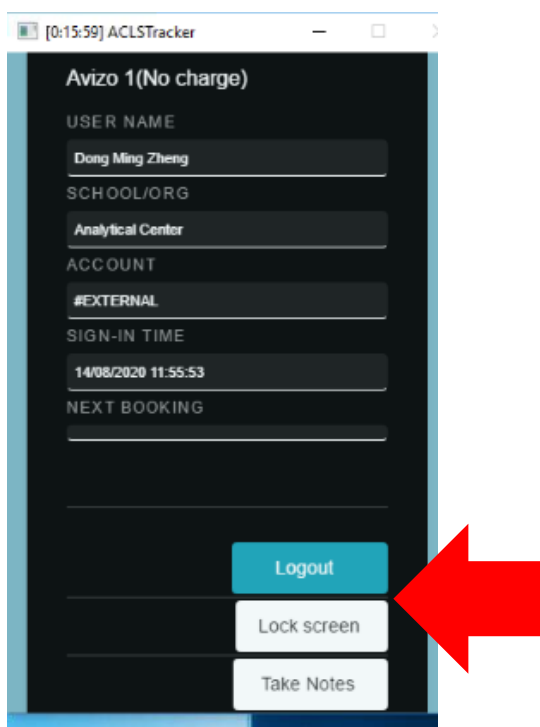 [0:15:59] ACLSTracker
Avizo 1(No charge)
USER NAME
Dong Ming Zheng
SCHOOL/ORG
Analytical Center
ACCOUNT
#EXTERNAL
SIGN-IN TIME
14/08/2020 11:55:53
NEXT BOOKING
Logout
Lock screen
Take Notes